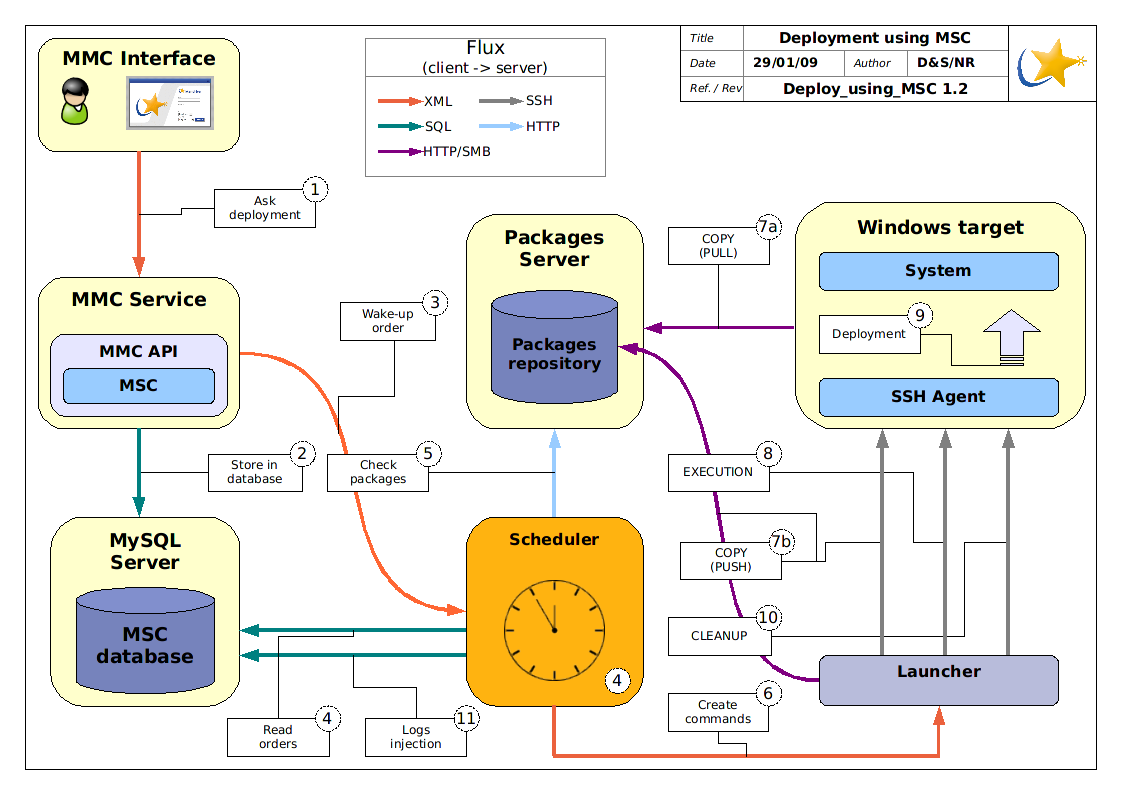 MMC Interface
Flux
(client -> server)
XML
SSH
SQL
HTTP
HTTP/SMB
Title
Deployment using MSC
Date
29/01/09
Author
D&S/NR
Ref. / Rev
Deploy_using_MSC 1.2
1
Ask
deployment
MMC Service
MMC API
MSC
3
Wake-up
order
Packages
Server
Packages
repository
7a
COPY
(PULL)
Windows target
System
9
Deployment
SSH Agent
2
Store in
database
5
Check
packages
8
EXECUTION
MySQL
Server
MSC
database
Scheduler
4
7b
COPY
(PUSH)
10
CLEANUP
Launcher
4
Read
orders
11
Logs
injection
6
Create
commands